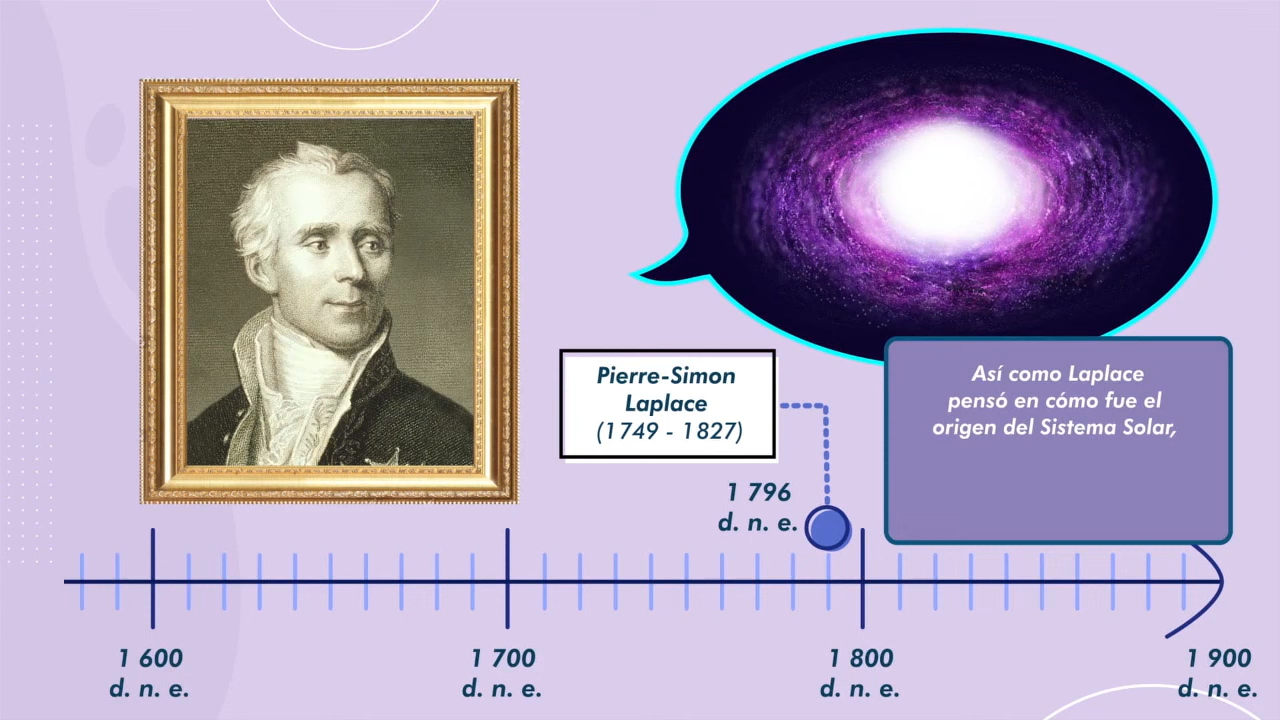 Pierre-Simon
Laplace
(1749 - 1827)
Así como Laplace
pensó en cómo fue el
origen del Sistema Solar,
1 796
d. n. e.
1 600
d. n. e.
1 700
d. n. e.
1 800
d. n. e.
1 900
d. n. e.